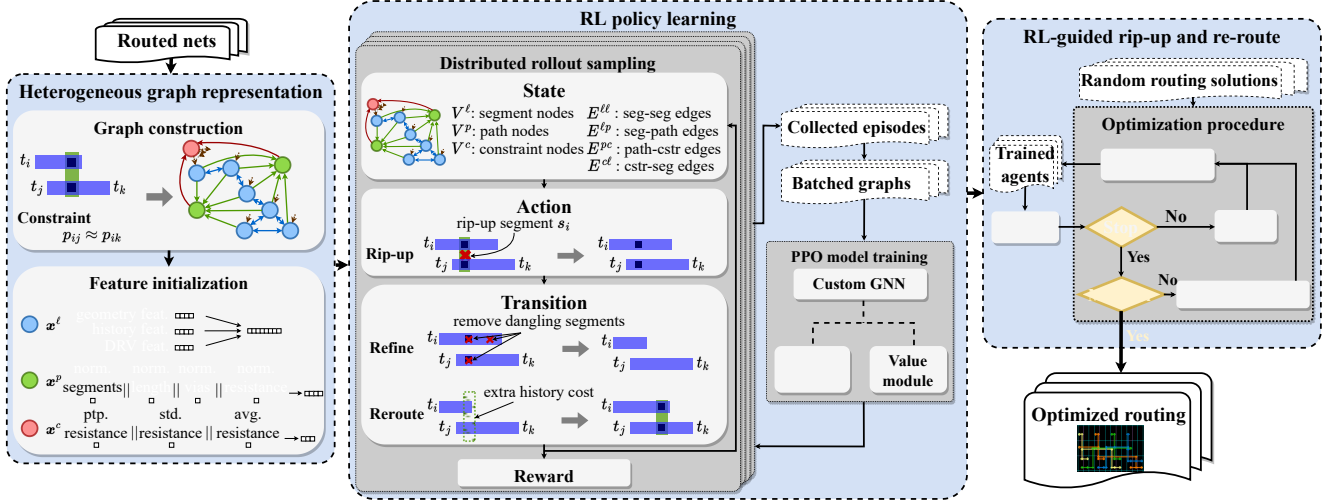 Routed nets
Heterogeneous graph representation
Graph construction
t_i
t_j
t_k
Constraint
p_{ij} ≈ p_{ik}
Feature initialization
x^ℓ
geometry feat.
history feat.
DRV feat.
x^p
norm. norm. norm. norm.
segments || length || vias || resistance
x^c
ptp. std. avg.
resistance || resistance || resistance
RL policy learning
Distributed rollout sampling
State
V^ℓ: segment nodes E^{ℓℓ}: seg-seg edges
V^p: path nodes E^{ℓp}: seg-path edges
V^c: constraint nodes E^{pc}: path-cstr edges
E^{cℓ}: cstr-seg edges
Action
rip-up segment s_i
Rip-up
t_i
t_j
t_k
t_i
t_j
t_k
Transition
remove dangling segments
Refine
t_i
t_j
t_k
t_i
t_j
t_k
extra history cost
Reroute
t_i
t_j
t_k
t_i
t_j
t_k
Reward
Collected episodes
Batched graphs
PPO model training
Custom GNN
Value
module
RL-guided rip-up and re-route
Random routing solutions
Optimization procedure
Trained
agents
No
Yes
No
Yes
Optimized routing